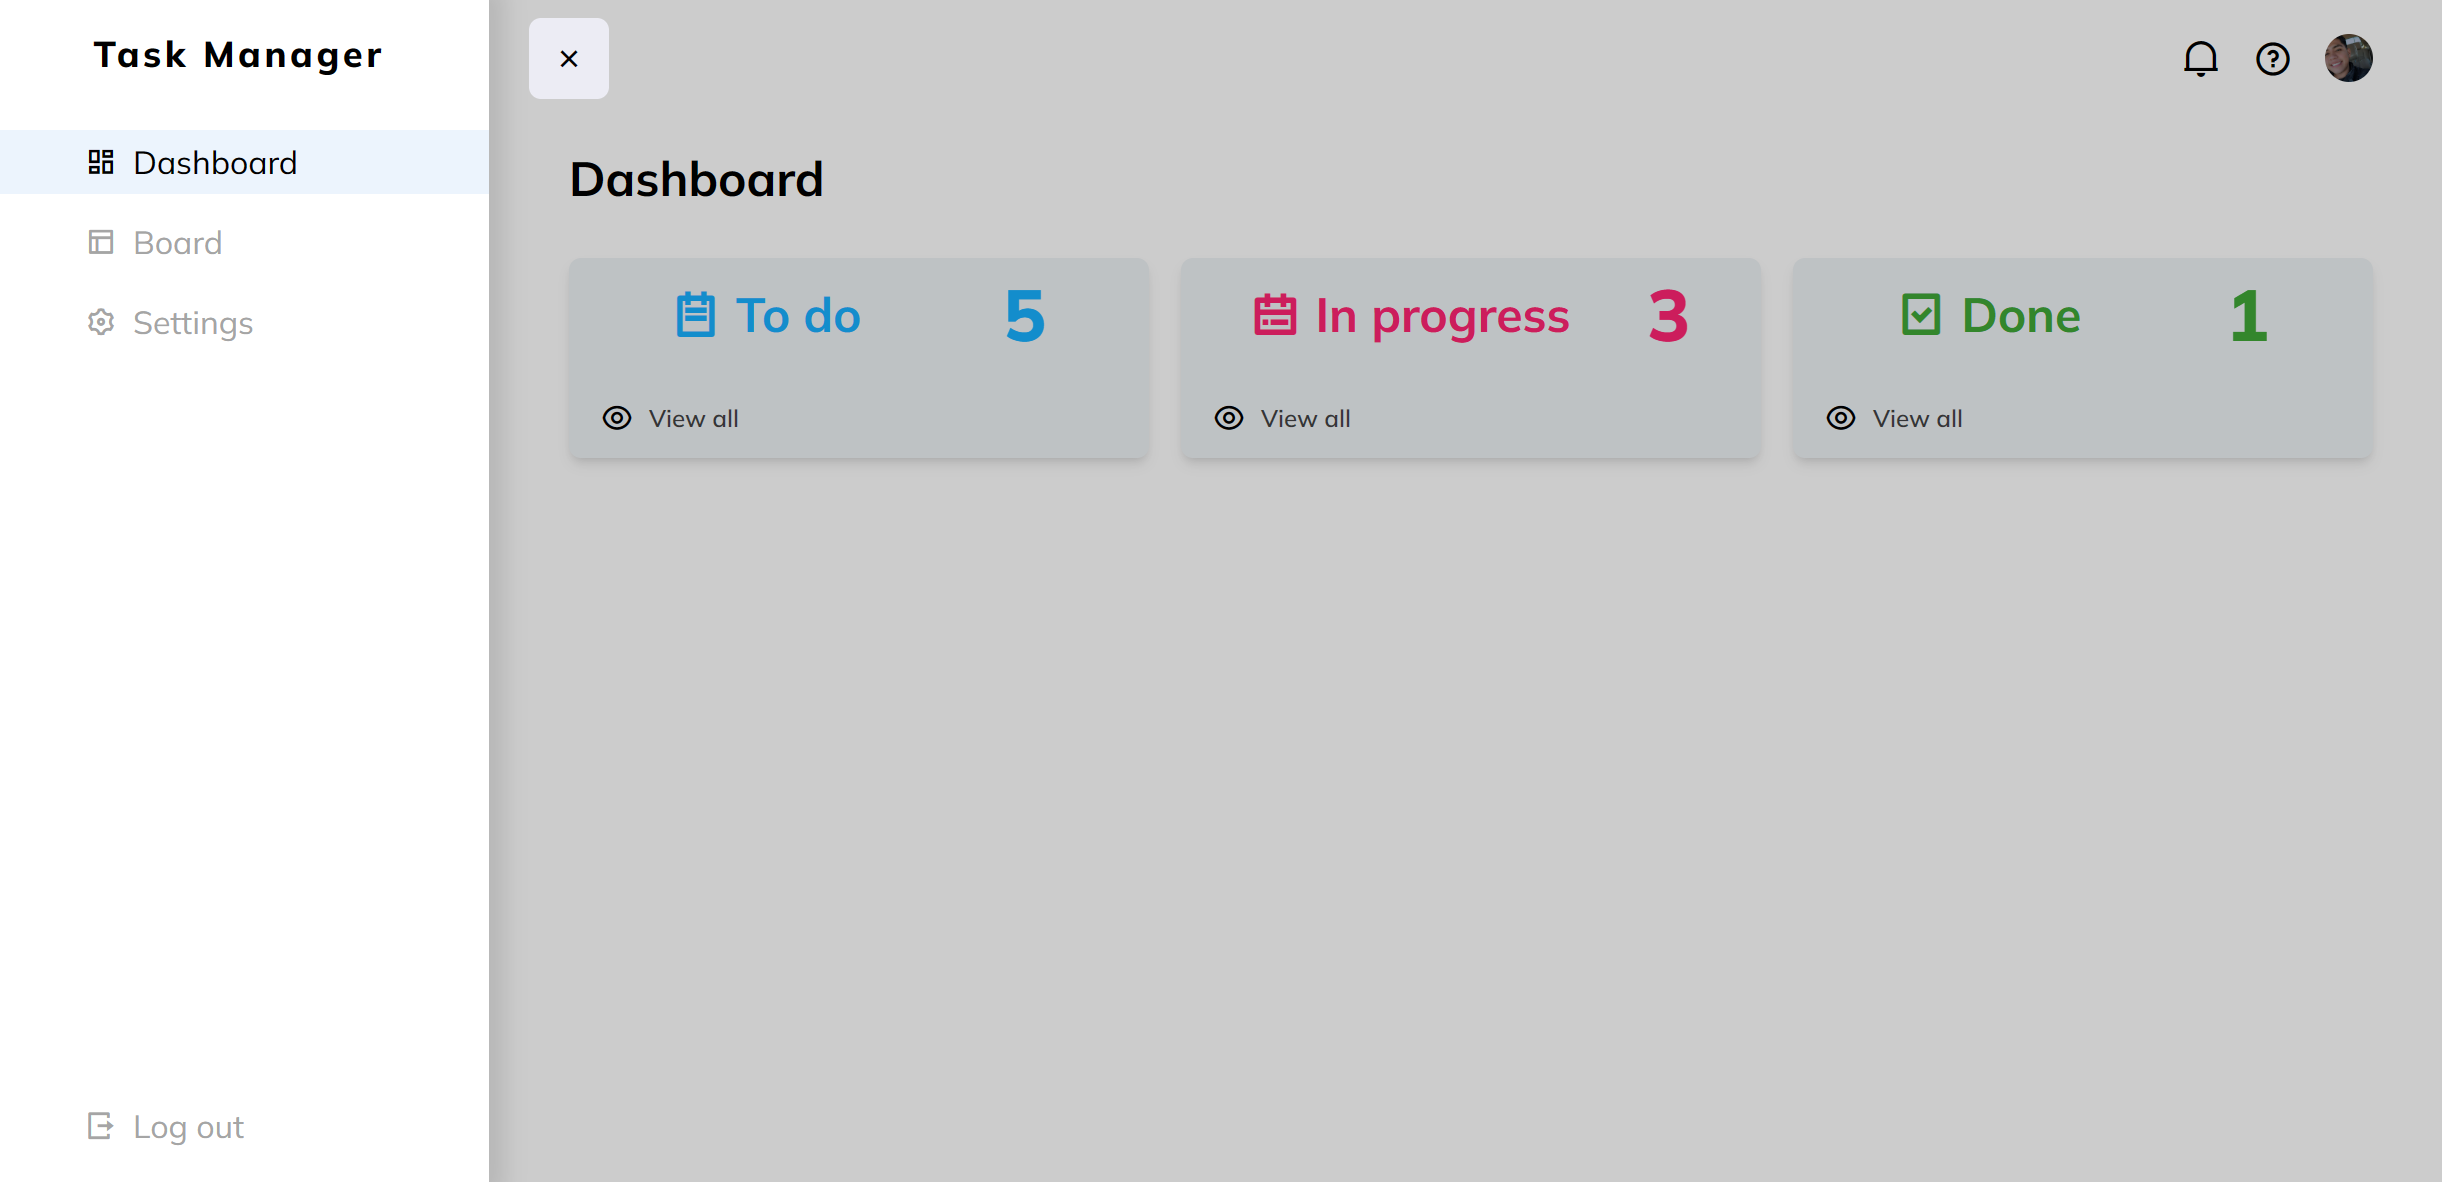 Task Manager
Dashboard
Board
Settings
Log out
Dashboard
To do 5
View all
In progress 3
View all
Done 1
View all